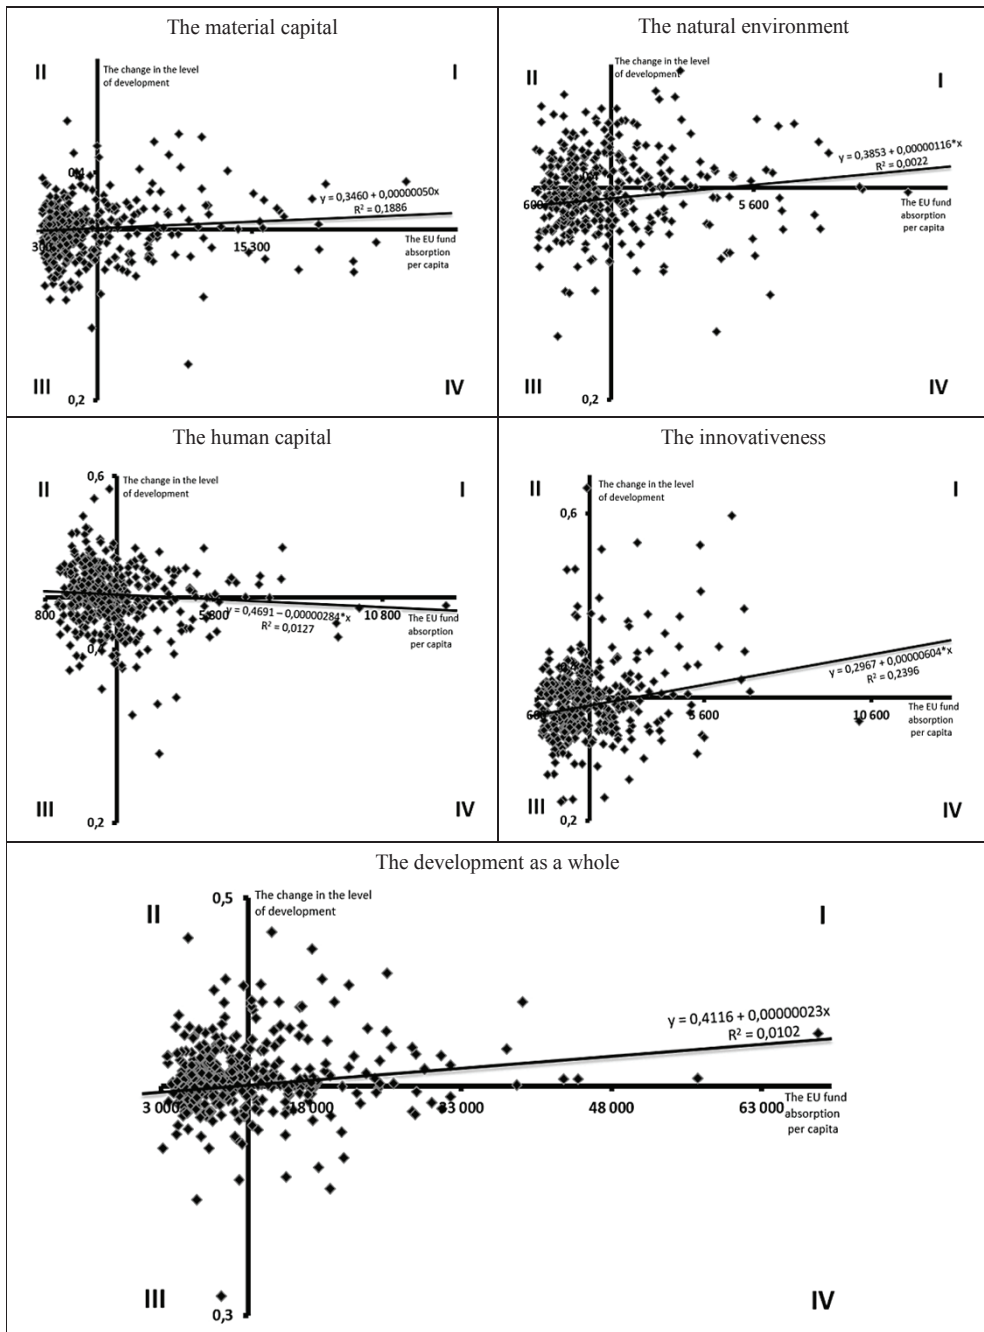 The material capital
II
The change in the level
of development
I
0,4
y = 0,3460 + 0,00000050x
R² = 0,1886
300
15 300
The EU fund
absorption
per capita
III
0,2
IV
The natural environment
II
The change in the level
of development
I
y = 0,3853 + 0,00000116*x
R² = 0,0022
600
5 600
The EU fund
absorption
per capita
III
0,2
IV
The human capital
0,6
II
The change in the level
of development
I
800
5 800
10 800
y = 0,4691 – 0,00000284*x
R² = 0,0127
The EU fund
absorption
per capita
0,4
III
0,2
IV
The innovativeness
II
The change in the level
of development
I
0,6
y = 0,2967 + 0,00000604*x
R² = 0,2396
600
5 600
10 600
The EU fund
absorption
per capita
III
0,2
IV
The development as a whole
II
0,5
The change in the level
of development
I
y = 0,4116 + 0,00000023x
R² = 0,0102
3 000
18 000
33 000
48 000
63 000
The EU fund
absorption
per capita
III
0,3
IV